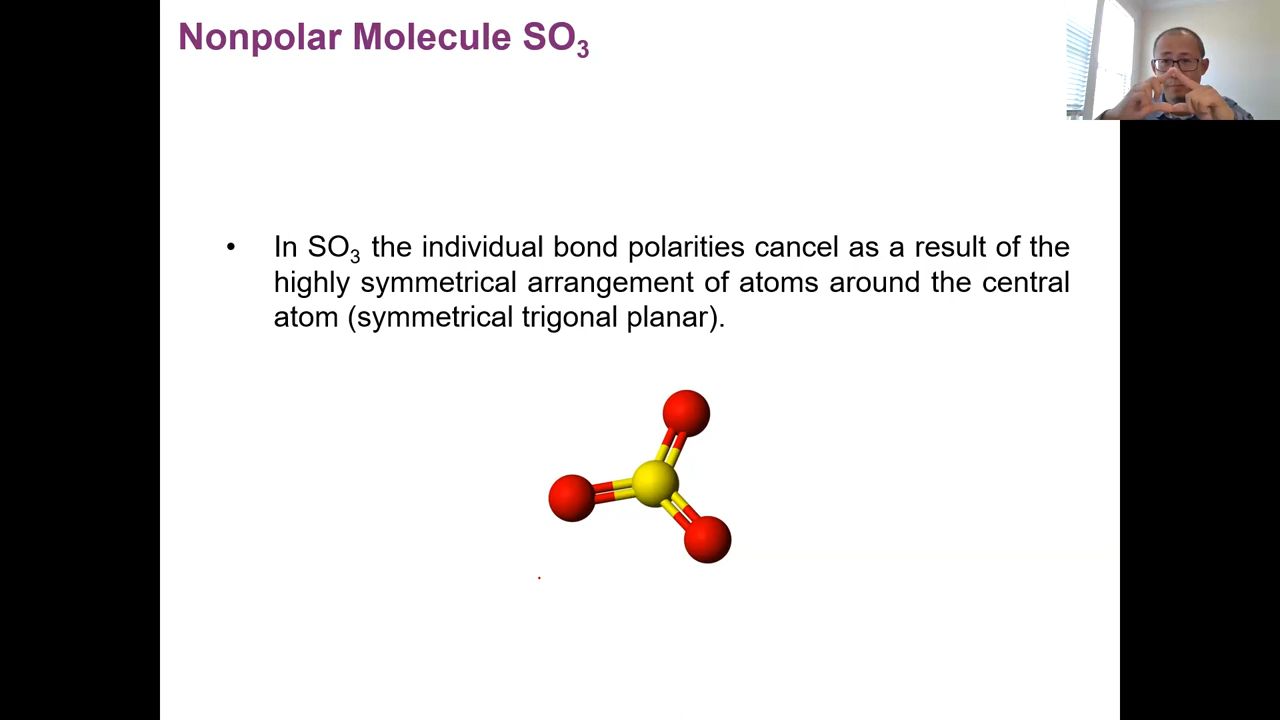 Nonpolar Molecule SO₃
• In SO₃ the individual bond polarities cancel as a result of the
highly symmetrical arrangement of atoms around the central
atom (symmetrical trigonal planar).